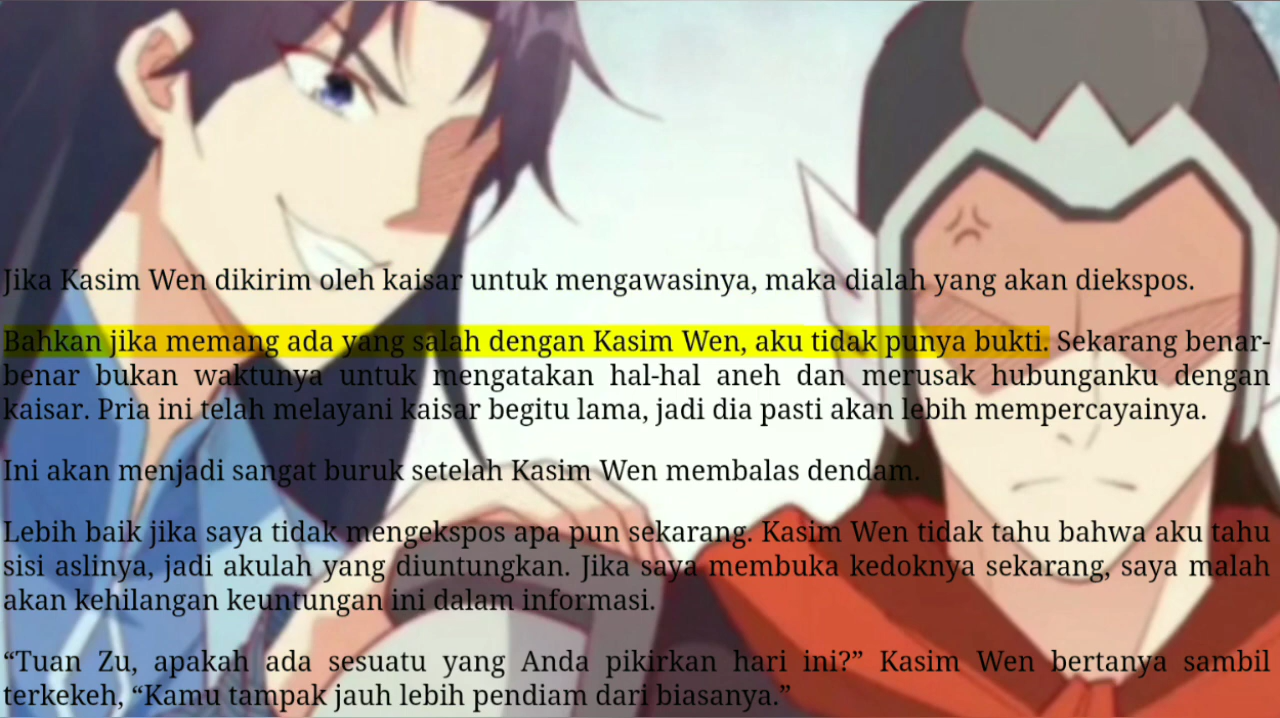 Jika Kasim Wen dikirim oleh kaisar untuk mengawasinya, maka dialah yang akan diekspos.
Bahkan jika memang ada yang salah dengan Kasim Wen, aku tidak punya bukti. Sekarang benar-
benar bukan waktunya untuk mengatakan hal-hal aneh dan merusak hubunganku dengan
kaisar. Pria ini telah melayani kaisar begitu lama, jadi dia pasti akan lebih mempercayainya.
Ini akan menjadi sangat buruk setelah Kasim Wen membalas dendam.
Lebih baik jika saya tidak mengekspos apa pun sekarang. Kasim Wen tidak tahu bahwa aku tahu
sisi aslinya, jadi akulah yang diuntungkan. Jika saya membuka kedoknya sekarang, saya malah
akan kehilangan keuntungan ini dalam informasi.
“Tuan Zu, apakah ada sesuatu yang Anda pikirkan hari ini?” Kasim Wen bertanya sambil
terkekeh, “Kamu tampak jauh lebih pendiam dari biasanya.”